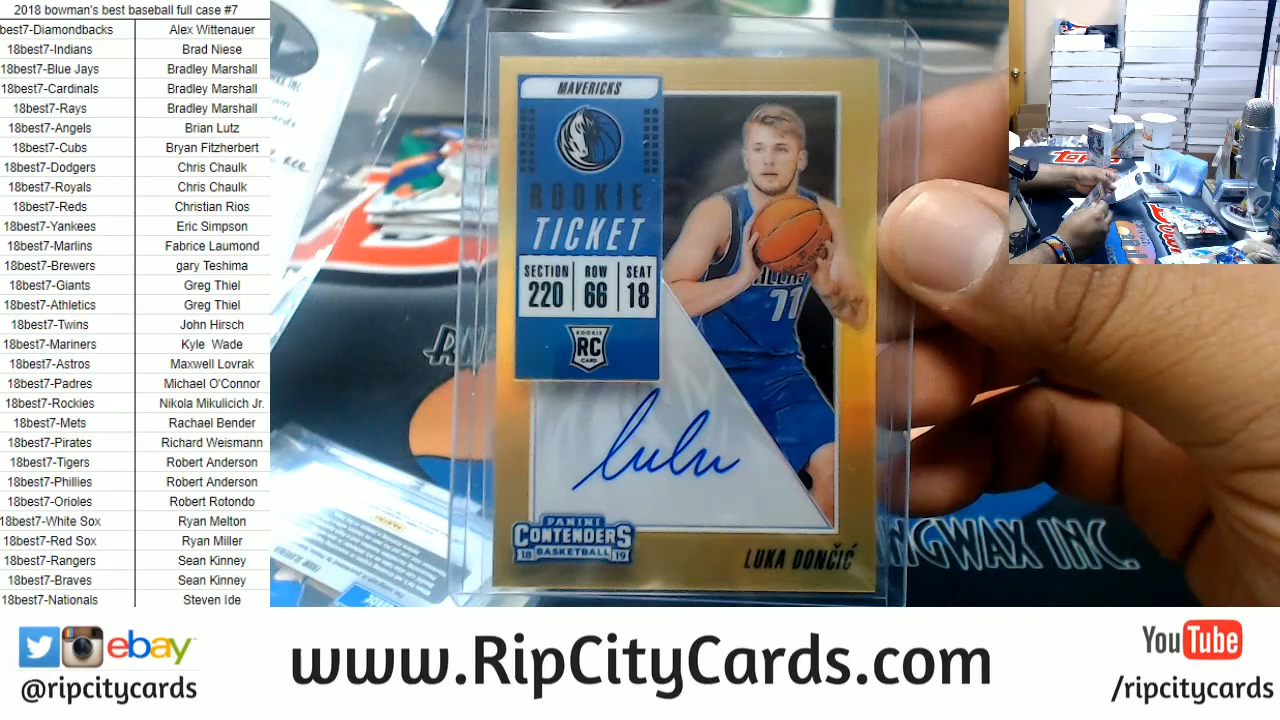 2018 bowman's best baseball full case #7
best7-Diamondbacks Alex Wittenauer
18best7-Indians Brad Niese
18best7-Blue Jays Bradley Marshall
18best7-Cardinals Bradley Marshall
18best7-Rays Bradley Marshall
18best7-Angels Brian Lutz
18best7-Cubs Bryan Fitzherbert
18best7-Dodgers Chris Chaulk
18best7-Royals Chris Chaulk
18best7-Reds Christian Rios
18best7-Yankees Eric Simpson
18best7-Marlins Fabrice Laumond
18best7-Brewers gary Teshima
18best7-Giants Greg Thiel
18best7-Athletics Greg Thiel
18best7-Twins John Hirsch
18best7-Mariners Kyle Wade
18best7-Astros Maxwell Lovrak
18best7-Padres Michael O'Connor
18best7-Rockies Nikola Mikulicich Jr.
18best7-Mets Rachael Bender
18best7-Pirates Richard Weismann
18best7-Tigers Robert Anderson
18best7-Phillies Robert Anderson
18best7-Orioles Robert Rotondo
18best7-White Sox Ryan Melton
18best7-Red Sox Ryan Miller
18best7-Rangers Sean Kinney
18best7-Braves Sean Kinney
18best7-Nationals Steven Ide
MAVERICKS
ROOKIE
TICKET
SECTION ROW SEAT
220 66 18
ROOKIE
RC
CARD
77
PANINI
CONTENDERS
18 BASKETBALL 19
LUKA DONČIĆ
NGWAX INC.
topps
ebay
@ripcitycards
www.RipCityCards.com
YouTube
/ripcitycards